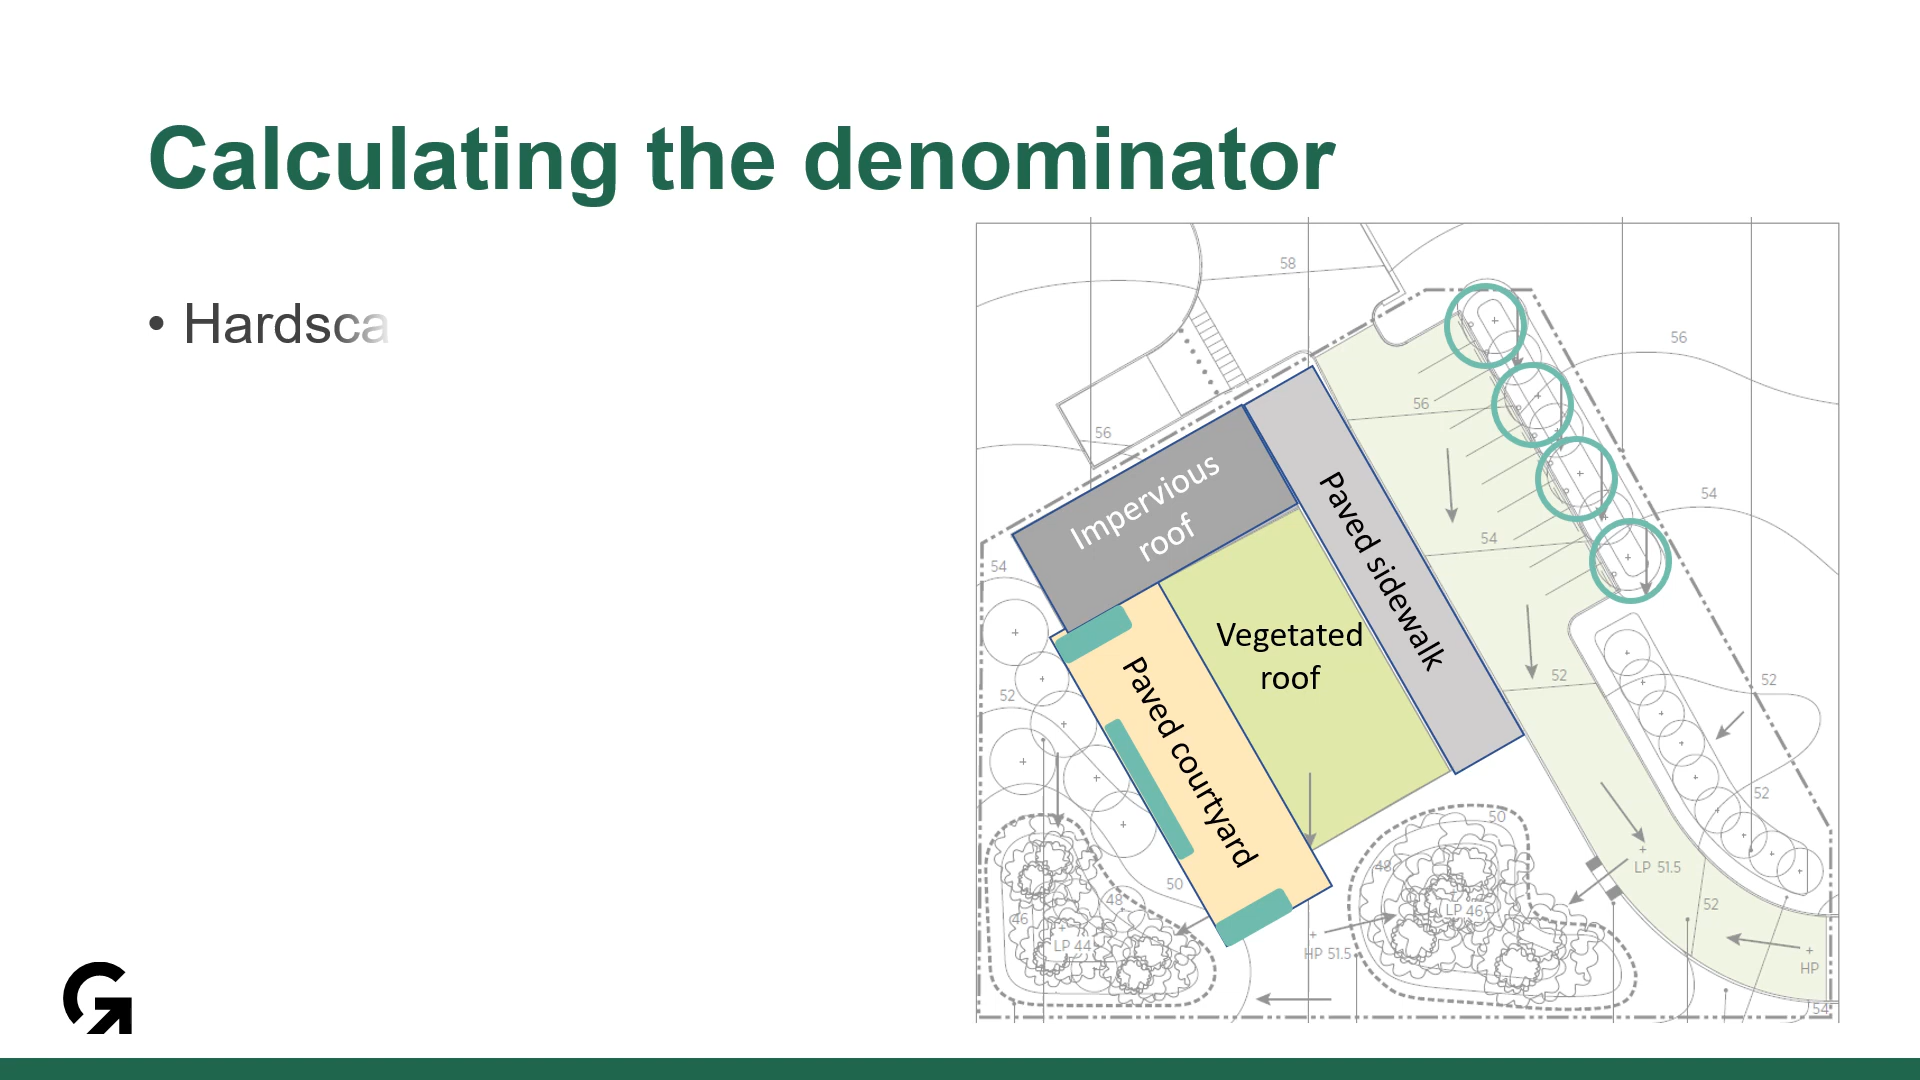 Calculating the denominator
• Hardsca
58
56
56
56
Impervious
roof
Paved sidewalk
54
54
54
Vegetated
roof
Paved courtyard
52
52
52
52
50
LP 51.5
48
50
48
52
46
LP 46
LP 44
HP 51.5
HP
54